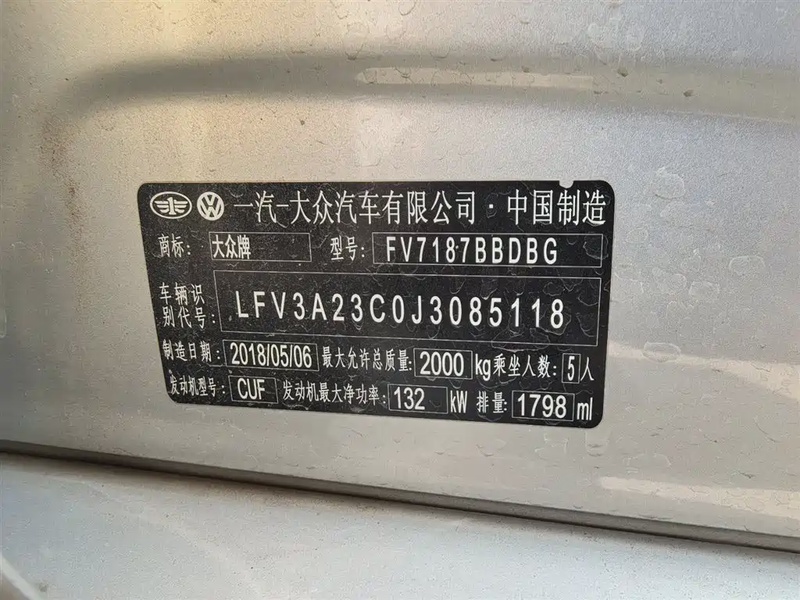 一汽-大众汽车有限公司·中国制造
商标: 大众牌 型号: FV7187BBDBG
车辆识
别代号: LFV3A23C0J3085118
制造日期: 2018/05/06 最大允许总质量: 2000 kg 乘坐人数: 5 人
发动机型号: CUF 发动机最大净功率: 132 kW 排量: 1798 ml